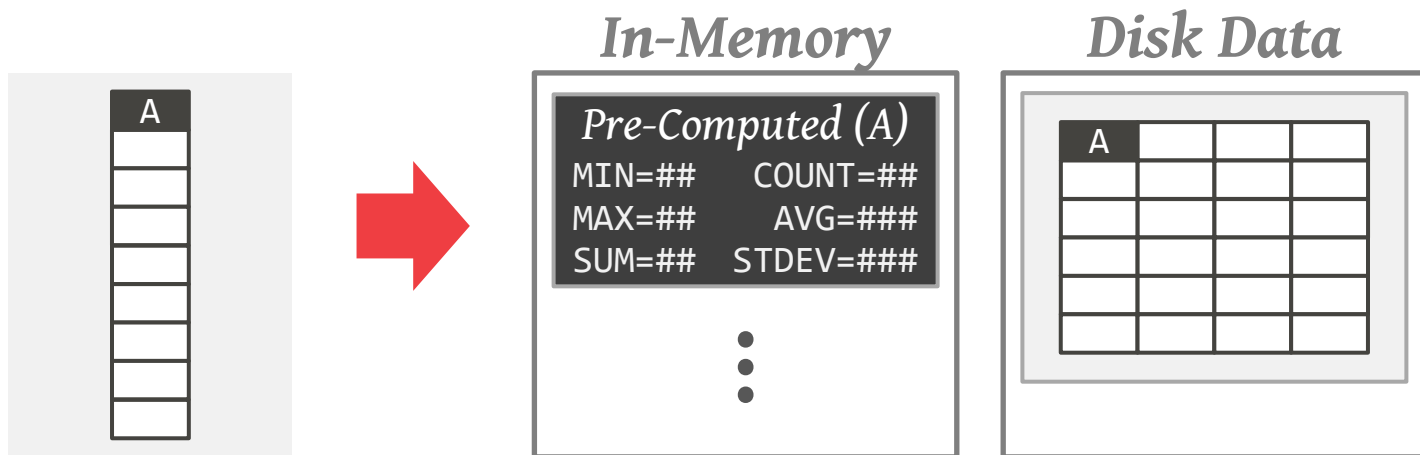 In-Memory
Disk Data
A
Pre-Computed (A)
MIN=## COUNT=##
MAX=## AVG=###
SUM=## STDEV=###
A